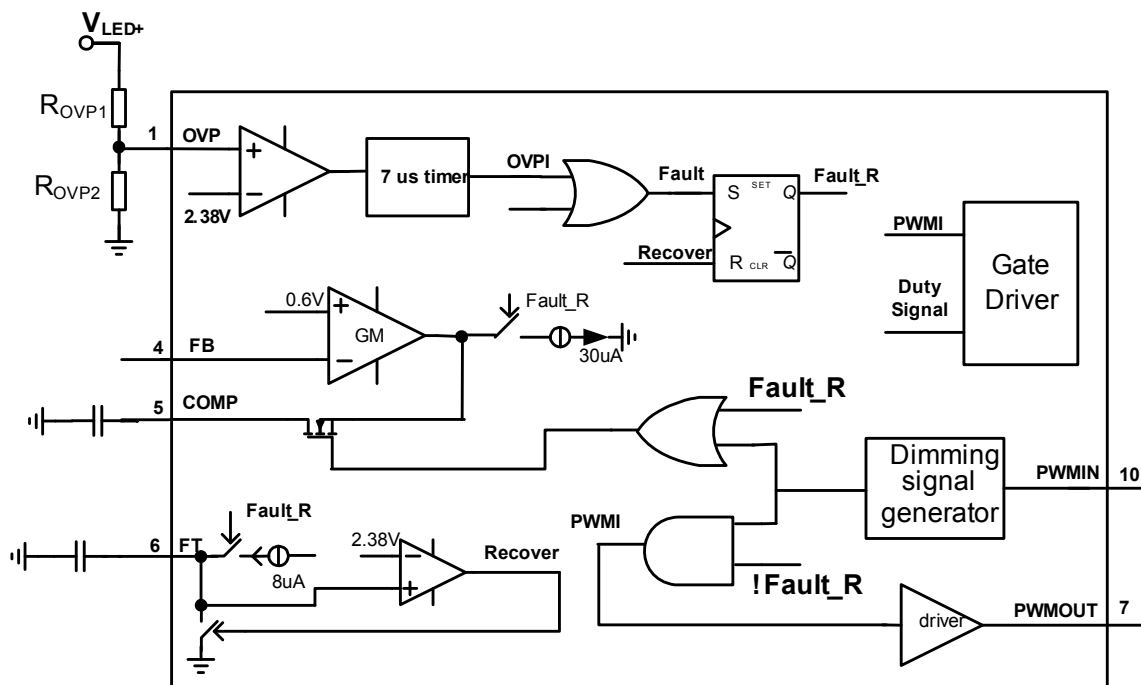 VLED+
ROVP1
1 OVP
ROVP2
+
−
2.38V
7 us timer
OVPI
Fault
S SET Q
Fault_R
Recover
R CLR Q
PWMI
Duty
Signal
Gate
Driver
0.6V
+
GM
−
Fault_R
30uA
4 FB
5 COMP
Fault_R
Dimming
signal
generator
PWMIN 10
PWMI
!Fault_R
Fault_R
6 FT
8uA
2.38V
−
+
Recover
driver
PWMOUT 7